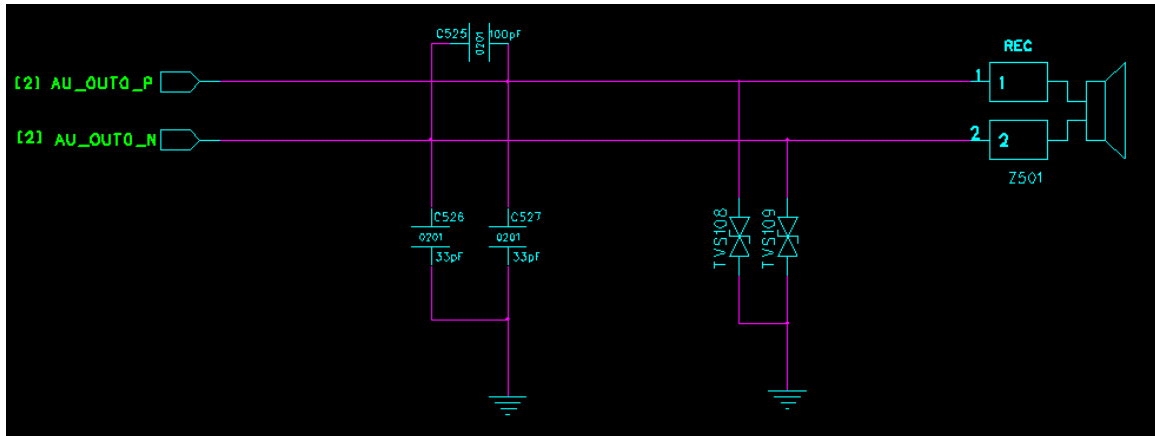 C525 0201 100pF
REC
[2] AU_OUT0_P
1 1
[2] AU_OUT0_N
2 2
Z501
C526 0201 33pF
C527 0201 33pF
TVS108
TVS109